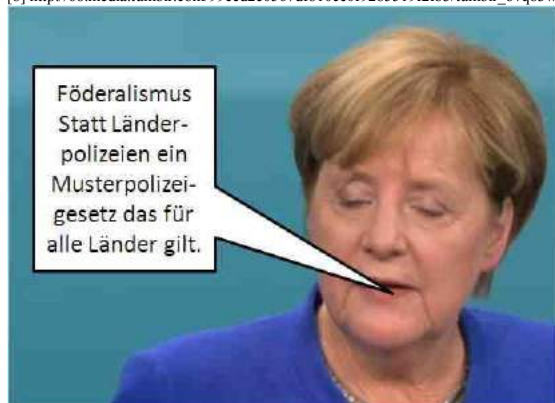 Föderalismus
Statt Länder-
polizeien ein
Musterpolizei-
gesetz das für
alle Länder gilt.